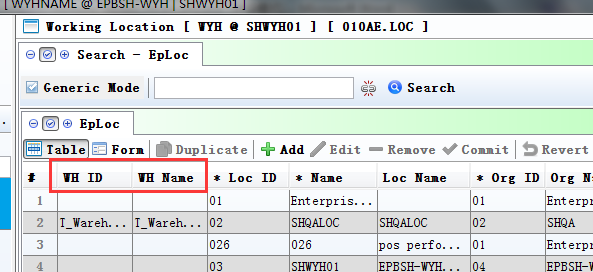 [ WYHNAME @ EPBSH-WYH | SHWYH01 ]
Working Location [ WYH @ SHWYH01 ] [ 010AE.LOC ]
Search - EpLoc
Generic Mode Search
EpLoc
Table Form Duplicate Add Edit Remove Commit Revert
# WH ID WH Name * Loc ID * Name Loc Name * Org ID Org N
1 01 Enterpris... 01 Enterp
2 T_Wareh... T_Wareh... 02 SHQALOC SHQALOC 02 SHQA
3 026 026 pos perfo... 01 Enterp
4 03 SHWYH01 EPBSH-WYH... 04 EPBSH-